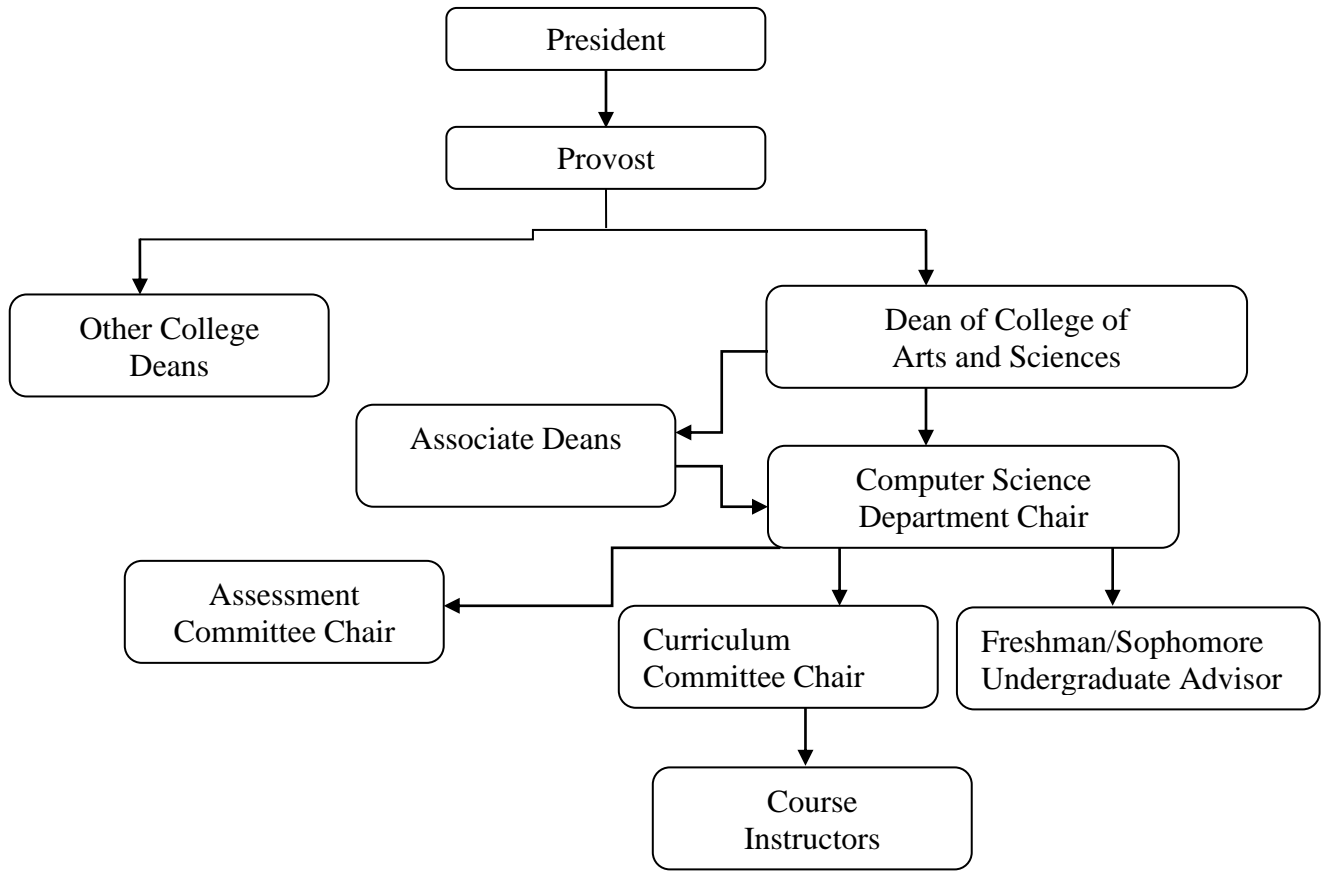 President
Provost
Other College
Deans
Dean of College of
Arts and Sciences
Associate Deans
Computer Science
Department Chair
Assessment
Committee Chair
Curriculum
Committee Chair
Freshman/Sophomore
Undergraduate Advisor
Course
Instructors